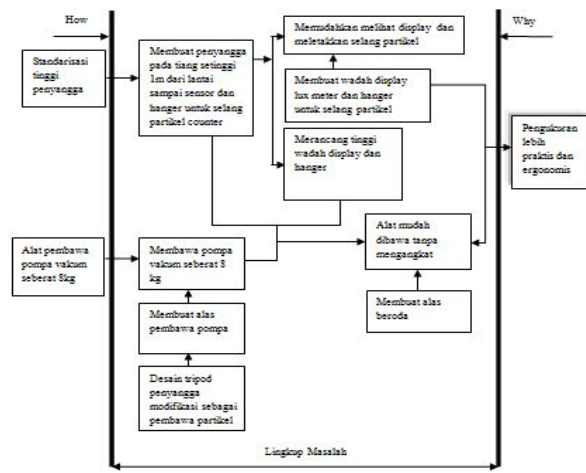 How
Why
Standarisasi
tinggi
penyangga
Membuat penyangga
pada tiang setinggi
1m dari lantai
sampai sensor dan
hanger untuk selang
partikel counter
Memudahkan melihat display dan
meletakkan selang partikel
Membuat wadah display
lux meter dan hanger
untuk selang partikel
Merancang tinggi
wadah display dan
hanger
Pengukuran
lebih
praktis dan
ergonomis
Alat pembawa
pompa vakum
seberat 8kg
Membawa pompa
vakum seberat 8
kg
Alat mudah
dibawa tanpa
mengangkat
Membuat alas
pembawa pompa
Membuat alas
beroda
Desain tripod
penyangga
modifikasi sebagai
pembawa partikel
Lingkup Masalah